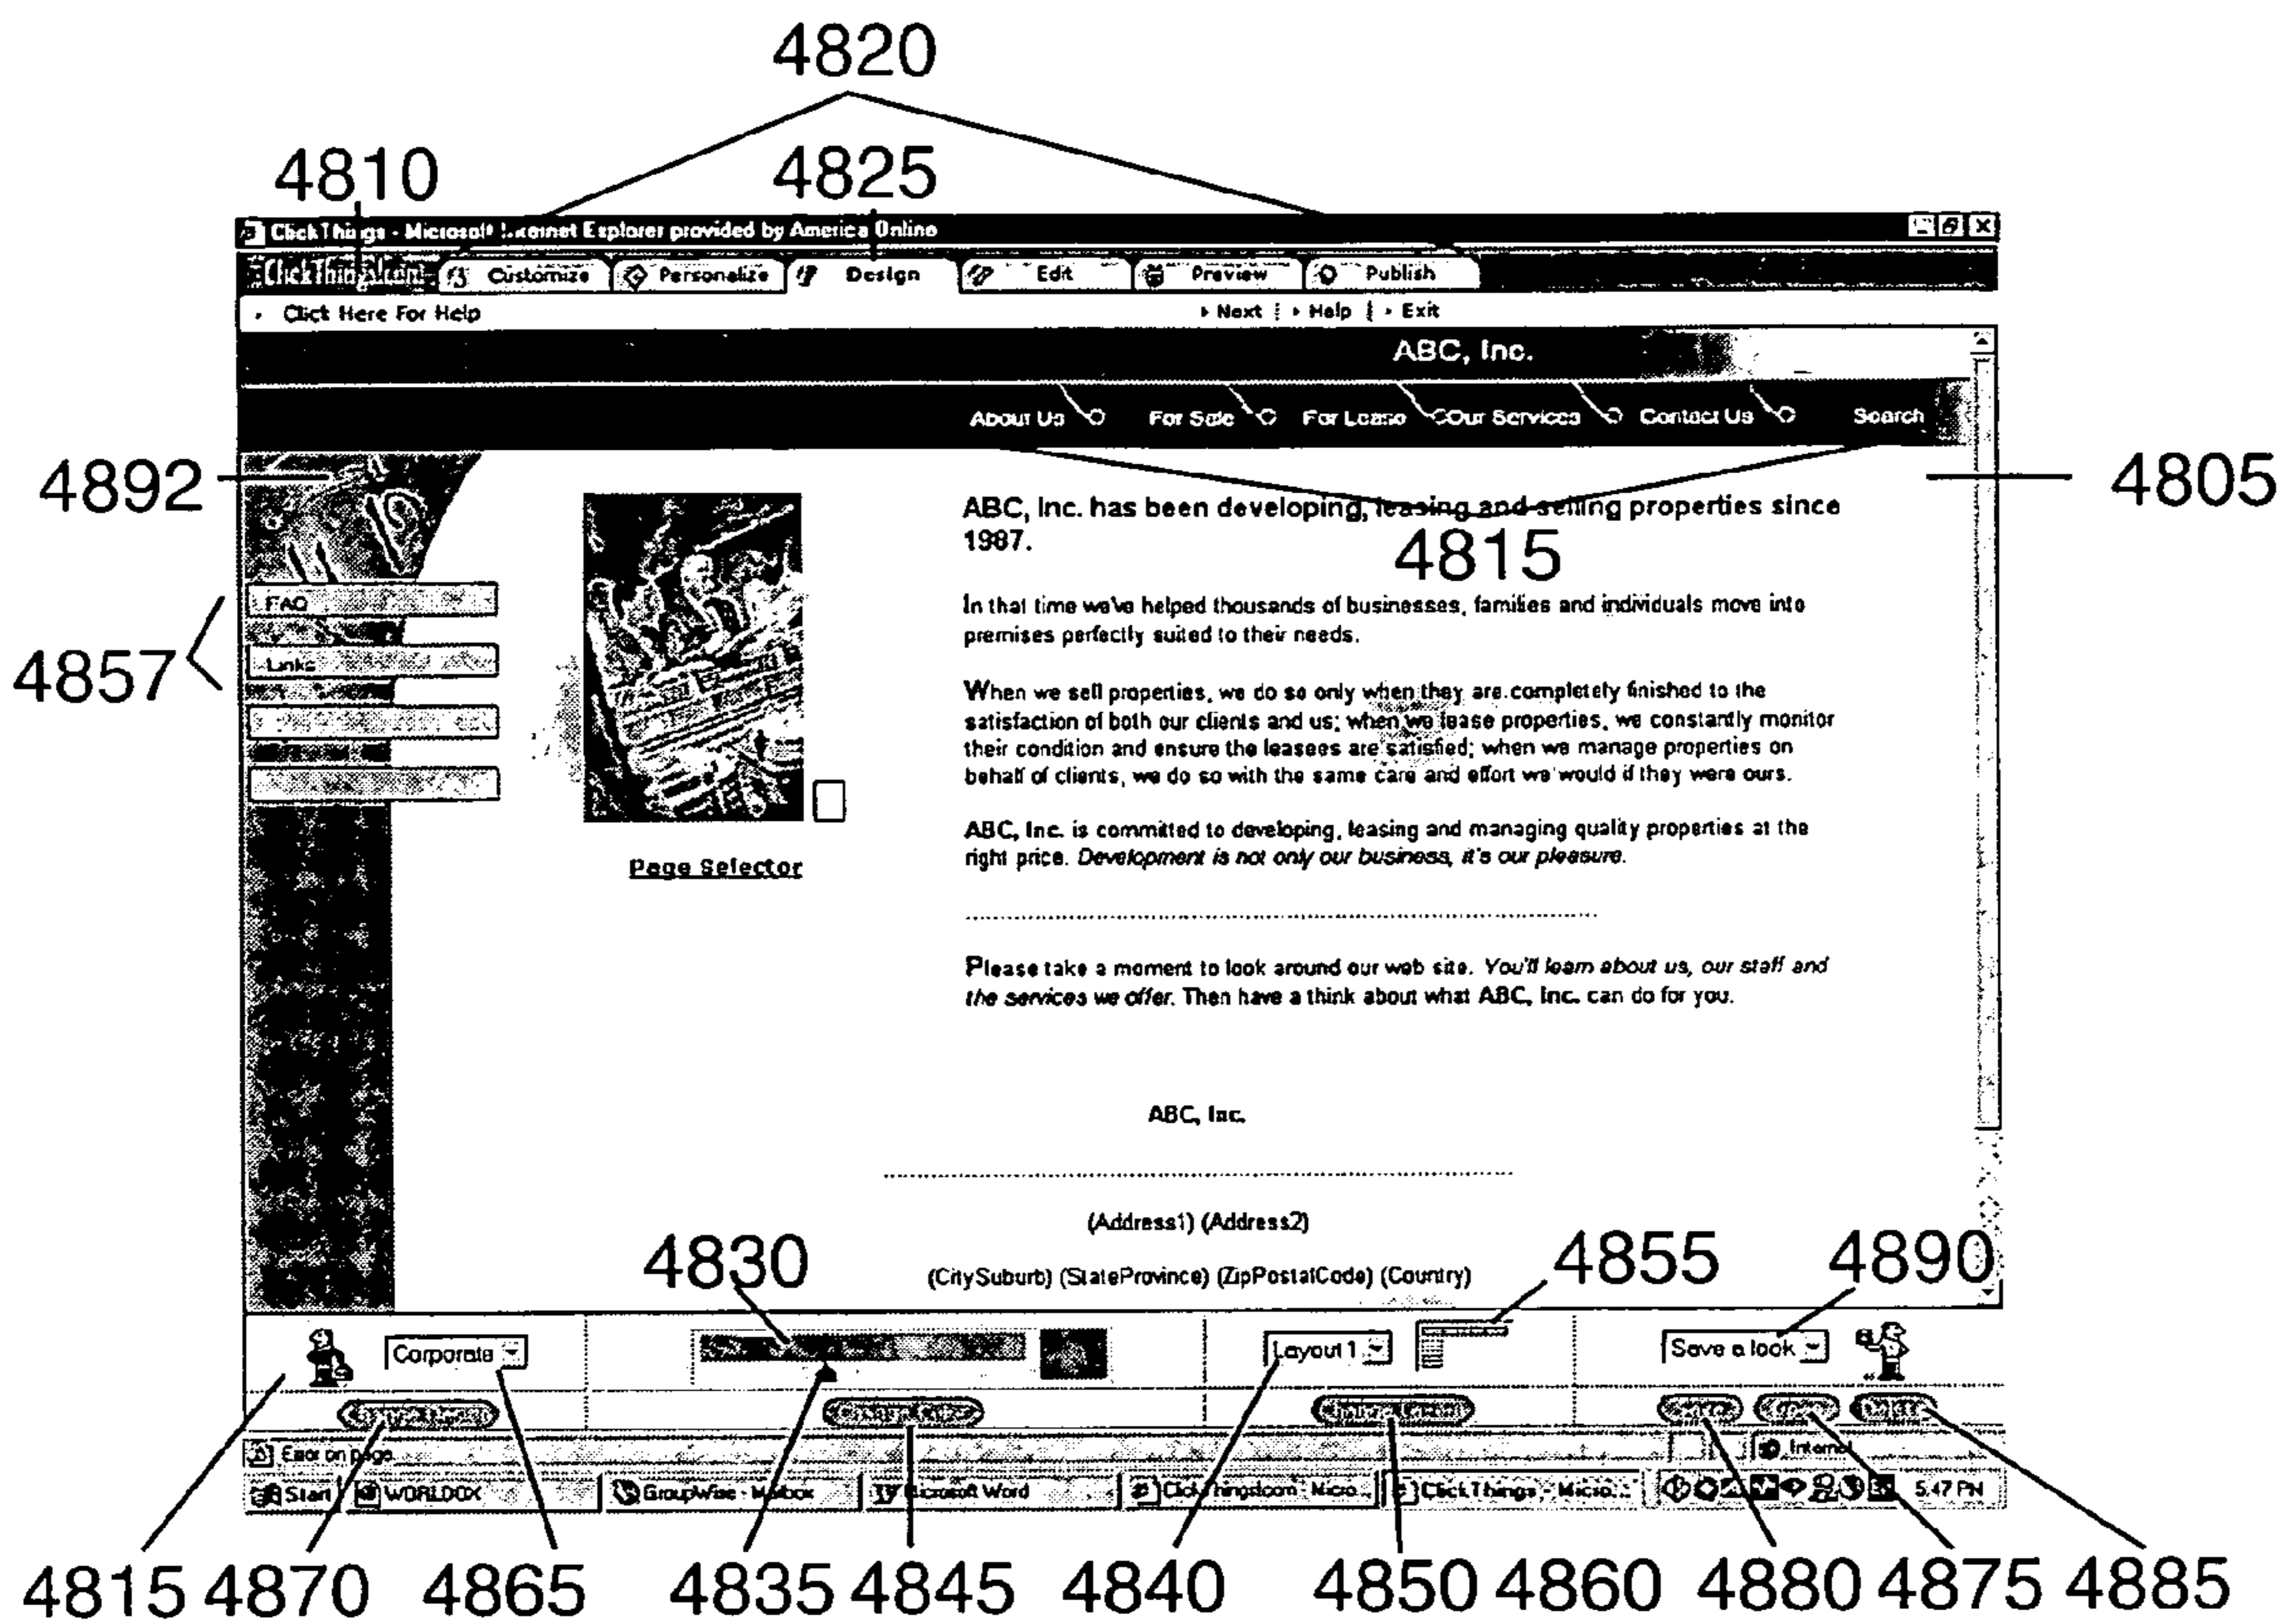 4820
4810 4825
ClickThings - Microsoft Internet Explorer provided by America Online
ClickThings.com Customize Personalize Design Edit Preview Publish
Click Here For Help Next Help Exit
ABC, Inc.
About Us For Sale For Lease Our Services Contact Us Search
4892
4805
ABC, Inc. has been developing, leasing and selling properties since
1987.
4815
FAQ
In that time we've helped thousands of businesses, families and individuals move into
premises perfectly suited to their needs.
4857
Links
When we sell properties, we do so only when they are completely finished to the
satisfaction of both our clients and us; when we lease properties, we constantly monitor
their condition and ensure the leasees are satisfied; when we manage properties on
behalf of clients, we do so with the same care and effort we would if they were ours.
ABC, Inc. is committed to developing, leasing and managing quality properties at the
right price. Development is not only our business, it's our pleasure.
Page Selector
Please take a moment to look around our web site. You'll learn about us, our staff and
the services we offer. Then have a think about what ABC, Inc. can do for you.
ABC, Inc.
(Address1) (Address2)
4830 4855 4890
(CitySuburb) (StateProvince) (ZipPostalCode) (Country)
Corporate Layout 1 Save a look
Error on page Internet
Start WORLDOX GroupWise - Mailbox Microsoft Word ClickThingsdcom - Micro... ClickThings - Micro... 5:47 PM
4815 4870 4865 4835 4845 4840 4850 4860 4880 4875 4885